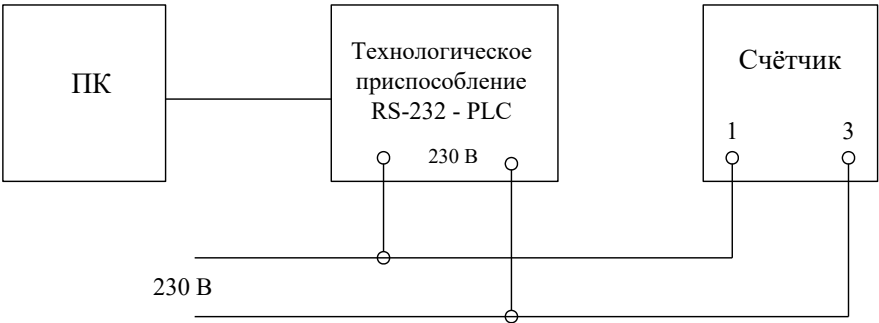 ПК
Технологическое
приспособление
RS-232 - PLC
230 В
Счётчик
1
3
230 В